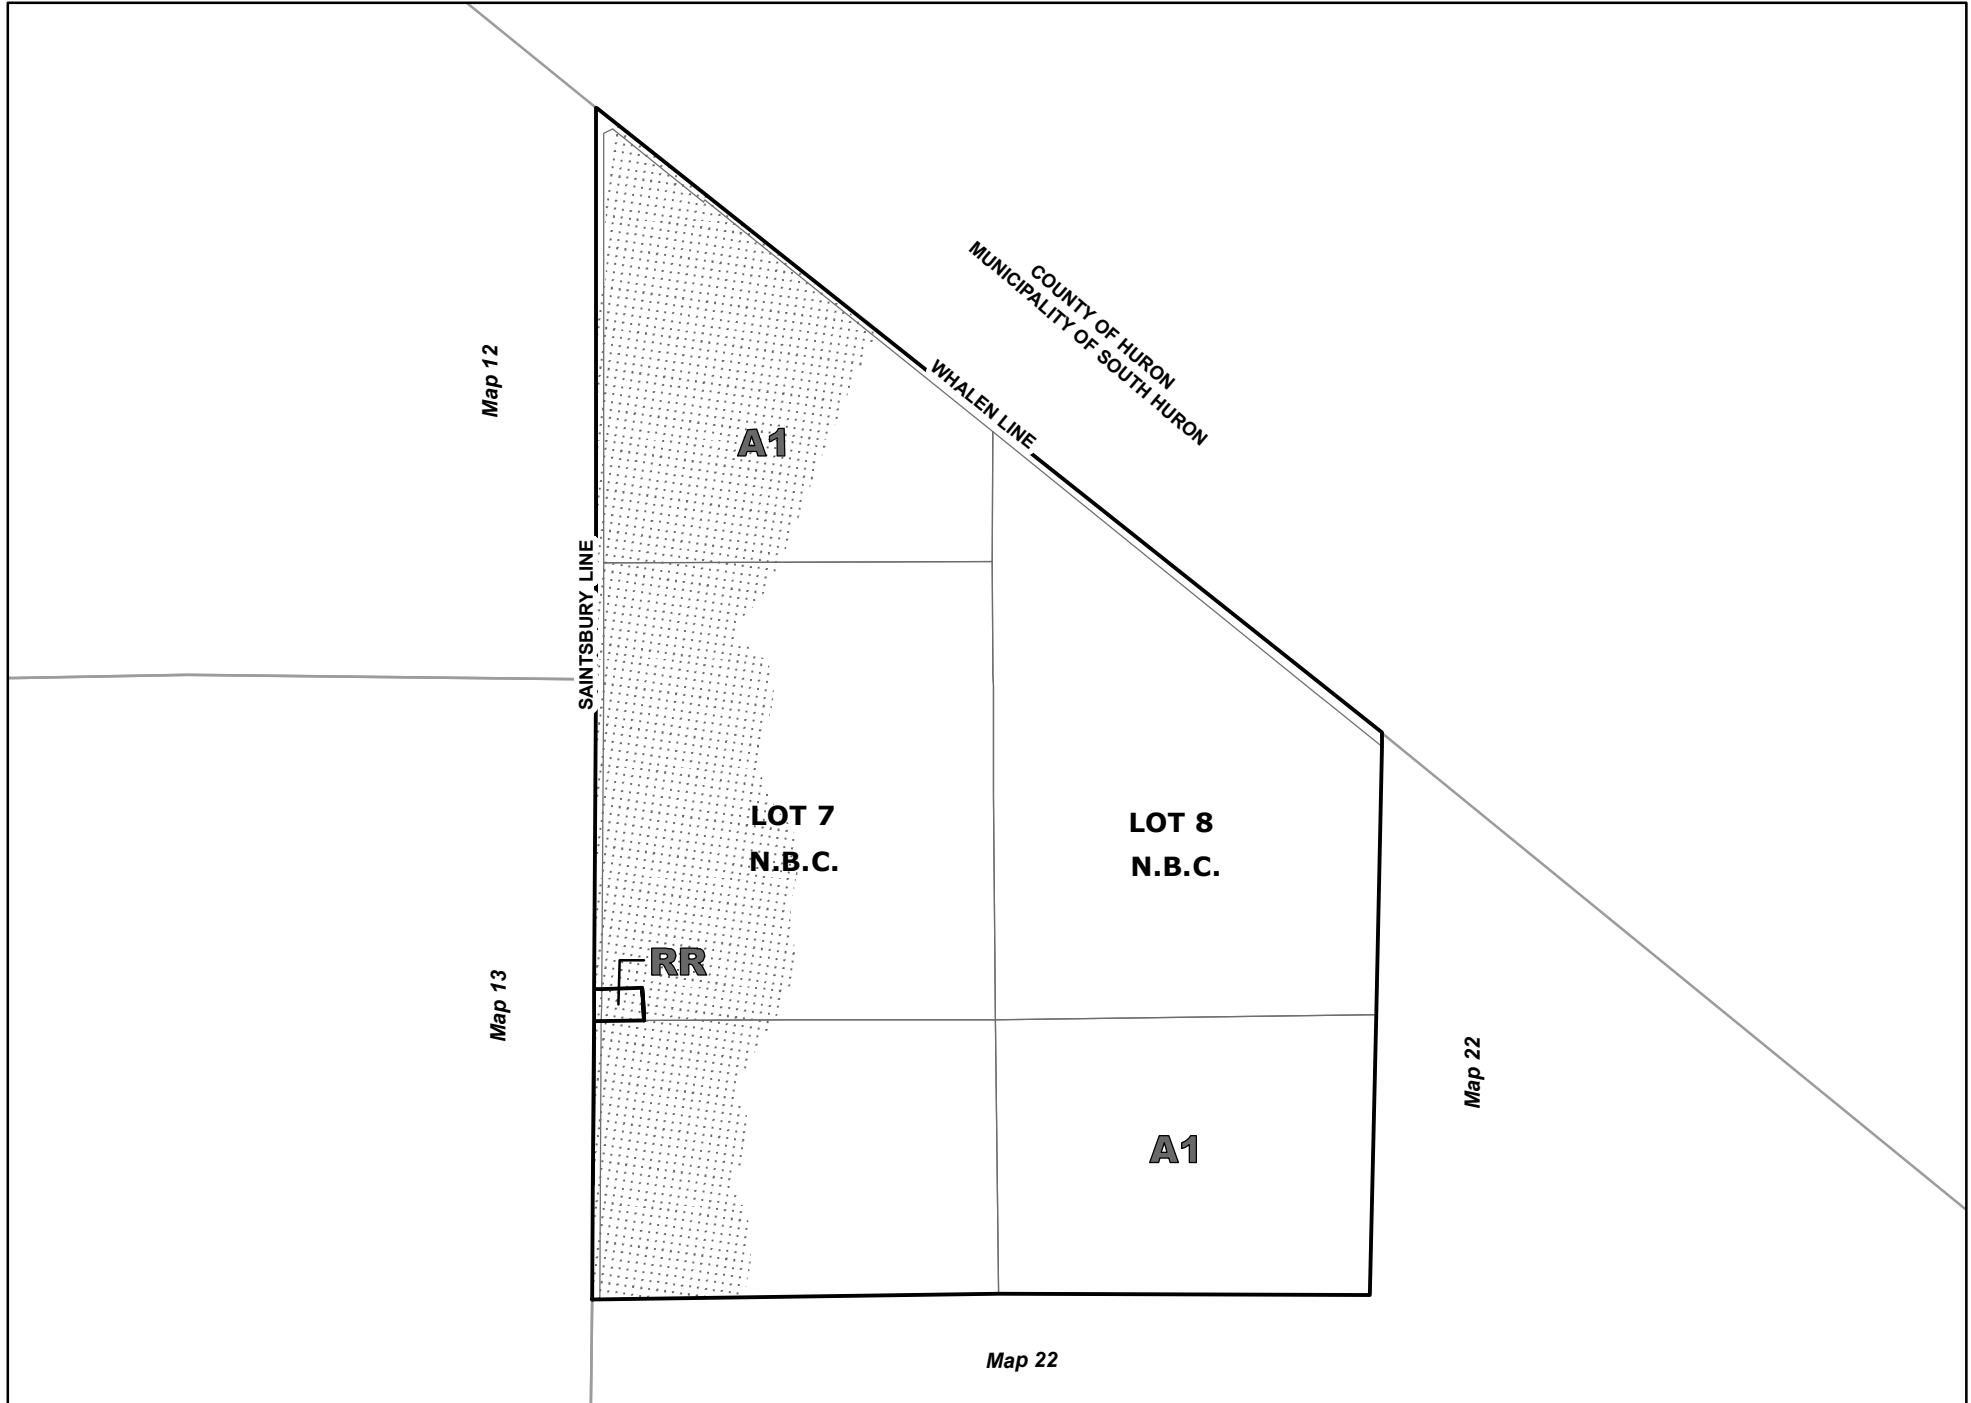 COUNTY OF HURON
MUNICIPALITY OF SOUTH HURON
WHALEN LINE
Map 12
A1
SAINTSBURY LINE
LOT 7
N.B.C.
LOT 8
N.B.C.
RR
Map 13
Map 22
A1
Map 22